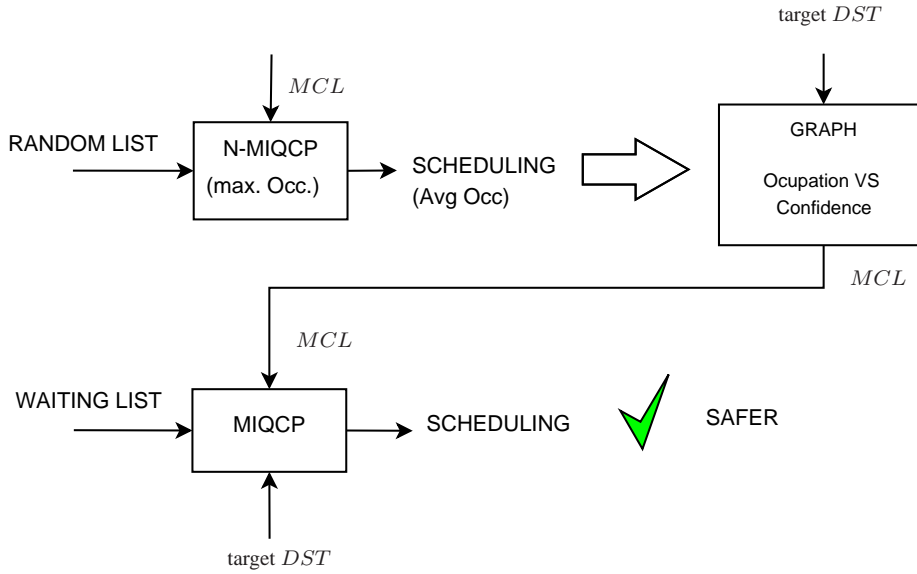 target DST
MCL
RANDOM LIST
N-MIQCP
(max. Occ.)
SCHEDULING
(Avg Occ)
GRAPH
Ocupation VS
Confidence
MCL
MCL
WAITING LIST
MIQCP
SCHEDULING
SAFER
target DST